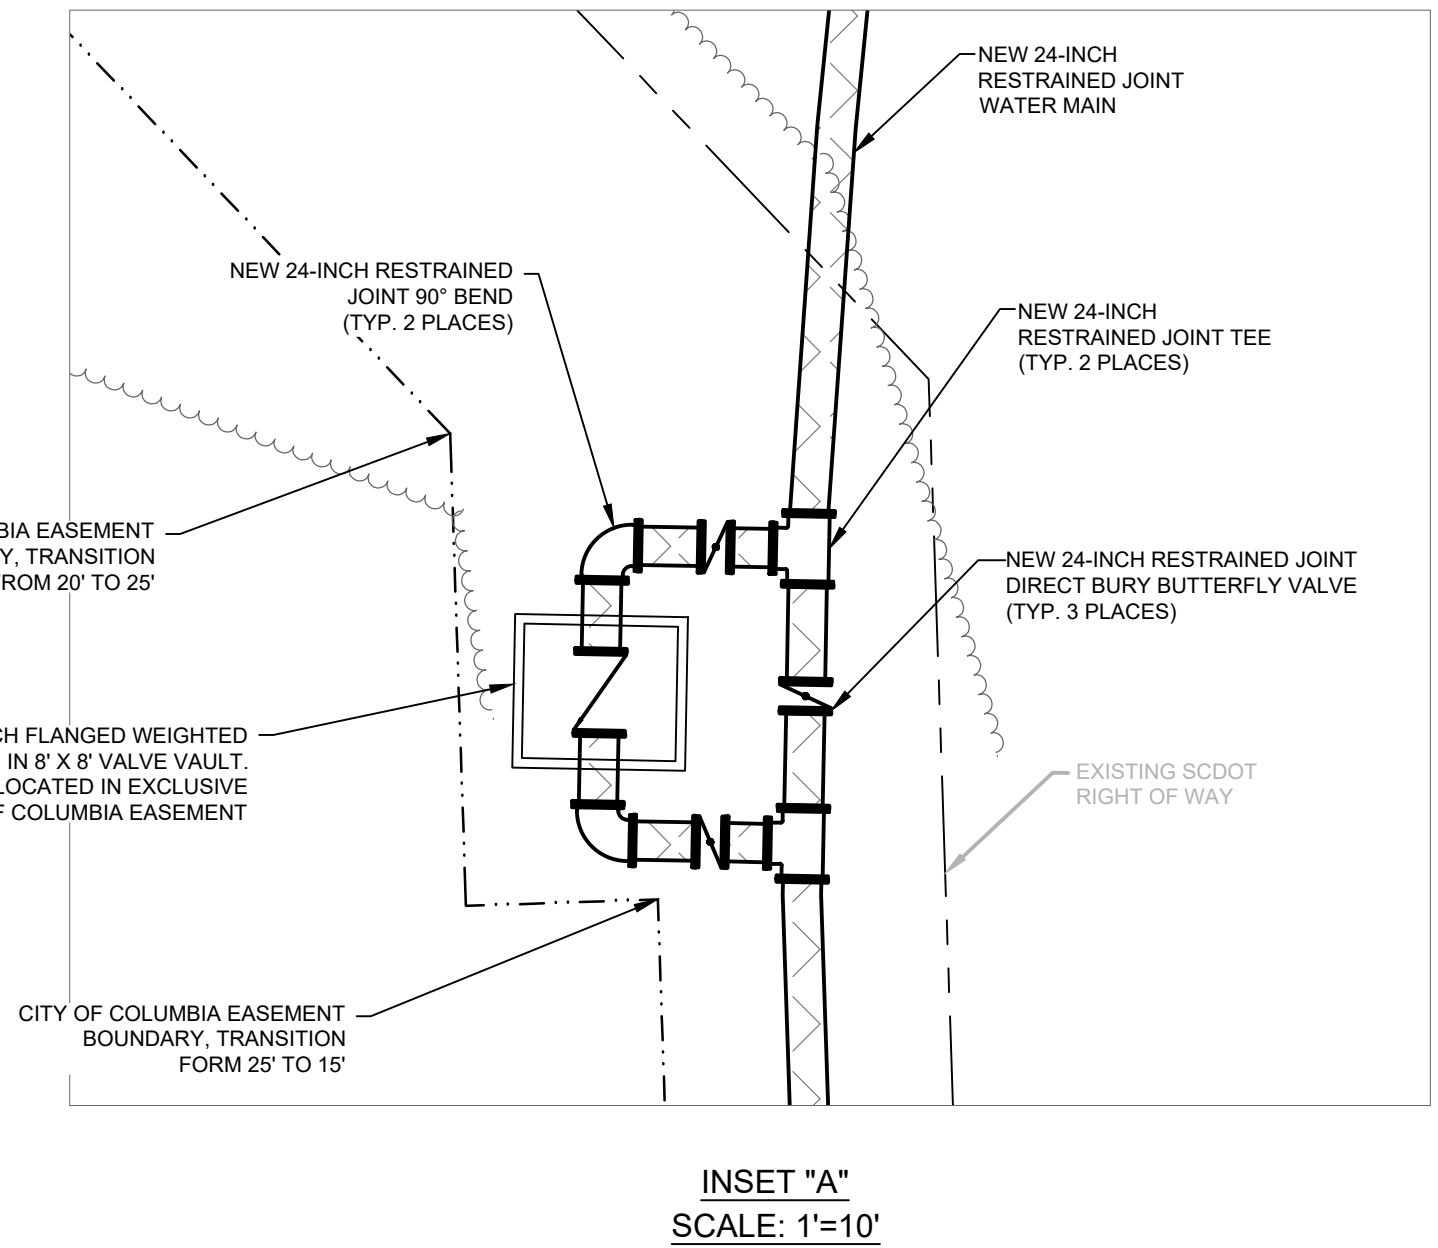 NEW 24-INCH
RESTRAINED JOINT
WATER MAIN
NEW 24-INCH RESTRAINED
JOINT 90° BEND
(TYP. 2 PLACES)
NEW 24-INCH
RESTRAINED JOINT TEE
(TYP. 2 PLACES)
EASEMENT
TRANSITION
FROM 20' TO 25'
NEW 24-INCH RESTRAINED JOINT
DIRECT BURY BUTTERFLY VALVE
(TYP. 3 PLACES)
FLANGED WEIGHTED
IN 8' X 8' VALVE VAULT.
LOCATED IN EXCLUSIVE
COLUMBIA EASEMENT
EXISTING SCDOT
RIGHT OF WAY
CITY OF COLUMBIA EASEMENT
BOUNDARY, TRANSITION
FORM 25' TO 15'
INSET "A"
SCALE: 1'=10'